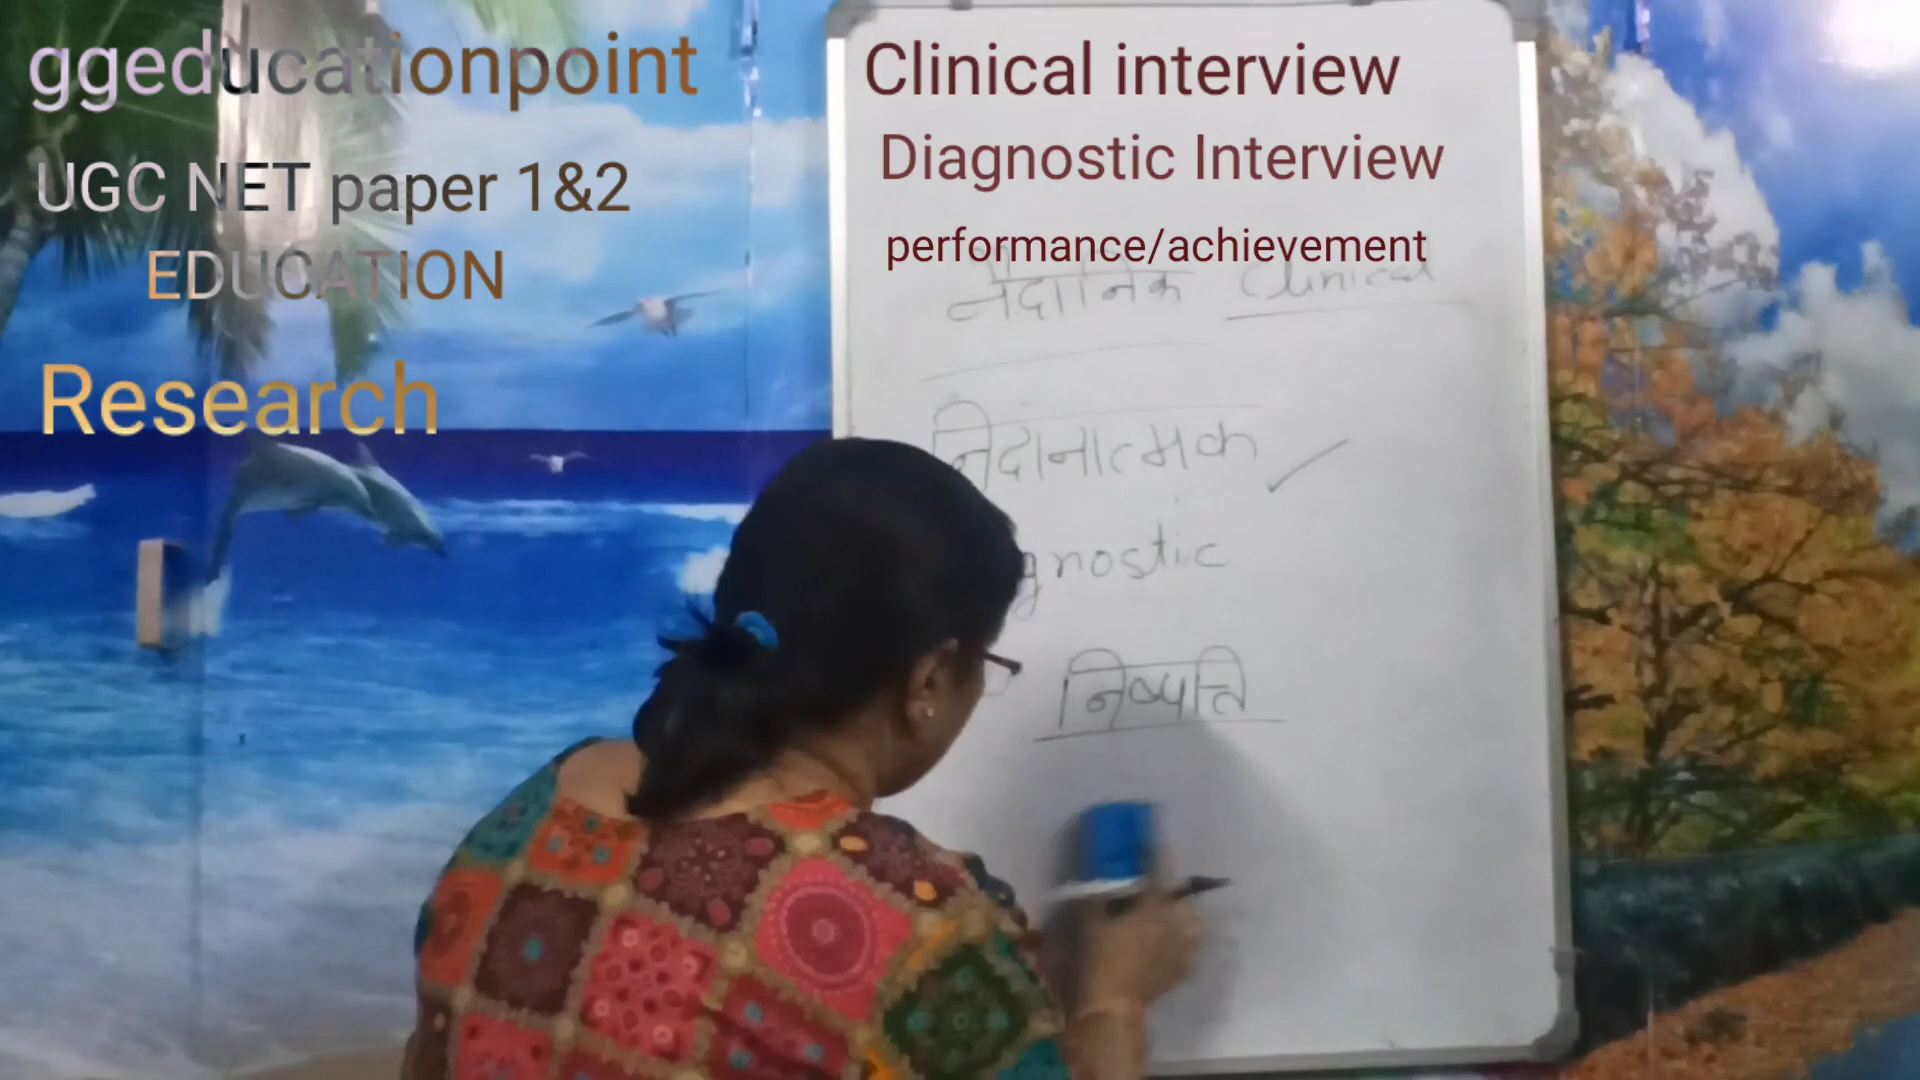 ggeducationpoint
UGC NET paper 1&2
EDUCATION
Research
Clinical interview
Diagnostic Interview
performance/achievement
नैदानिक Clinical
निदानात्मक
gnostic
निष्पत्ति